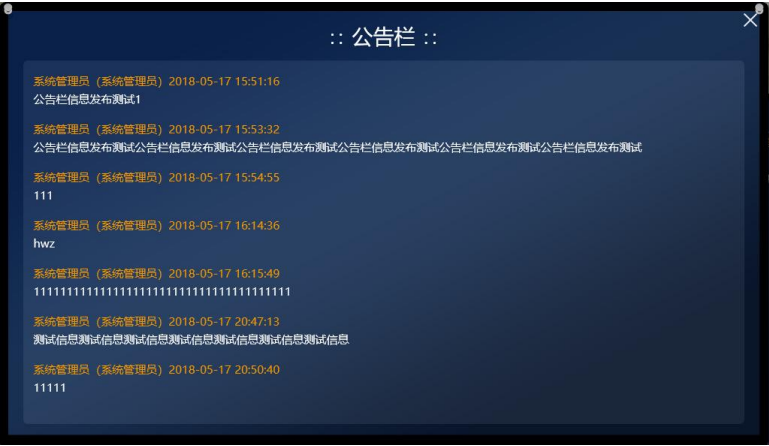 :: 公告栏 ::
系统管理员（系统管理员）2018-05-17 15:51:16
公告栏信息发布测试1
系统管理员（系统管理员）2018-05-17 15:53:32
公告栏信息发布测试公告栏信息发布测试公告栏信息发布测试公告栏信息发布测试公告栏信息发布测试公告栏信息发布测试
系统管理员（系统管理员）2018-05-17 15:54:55
111
系统管理员（系统管理员）2018-05-17 16:14:36
hwz
系统管理员（系统管理员）2018-05-17 16:15:49
1111111111111111111111111111111111111111
系统管理员（系统管理员）2018-05-17 20:47:13
测试信息测试信息测试信息测试信息测试信息测试信息测试信息
系统管理员（系统管理员）2018-05-17 20:50:40
11111